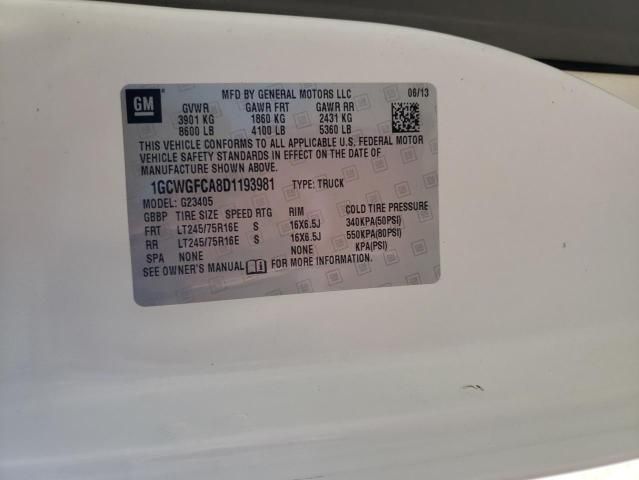 GM
MFD BY GENERAL MOTORS LLC 06/13
GVWR GAWR FRT GAWR RR
3901 KG 1860 KG 2431 KG
8600 LB 4100 LB 5360 LB
THIS VEHICLE CONFORMS TO ALL APPLICABLE U.S. FEDERAL MOTOR
VEHICLE SAFETY STANDARDS IN EFFECT ON THE DATE OF
MANUFACTURE SHOWN ABOVE.
1GCWGFCA8D1193981 TYPE: TRUCK
MODEL: G23405
GBBP TIRE SIZE SPEED RTG RIM COLD TIRE PRESSURE
FRT LT245/75R16E S 16X6.5J 340KPA(50PSI)
RR LT245/75R16E S 16X6.5J 550KPA(80PSI)
SPA NONE NONE KPA(PSI)
SEE OWNER'S MANUAL